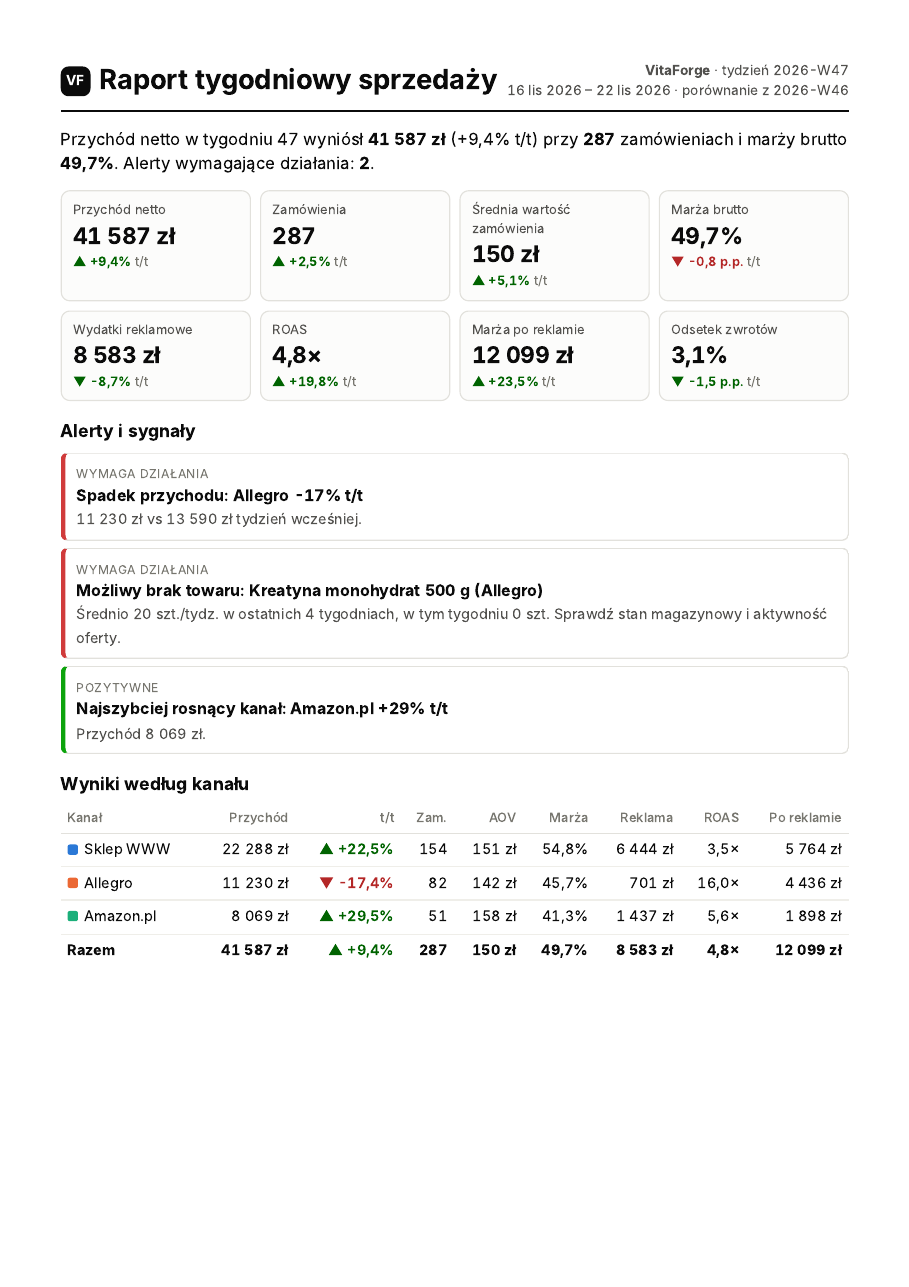 VF Raport tygodniowy sprzedaży
VitaForge · tydzień 2026-W47
16 lis 2026 – 22 lis 2026 · porównanie z 2026-W46
Przychód netto w tygodniu 47 wyniósł 41 587 zł (+9,4% t/t) przy 287 zamówieniach i marży brutto
49,7%. Alerty wymagające działania: 2.
Przychód netto
41 587 zł
▲ +9,4% t/t
Zamówienia
287
▲ +2,5% t/t
Średnia wartość
zamówienia
150 zł
▲ +5,1% t/t
Marża brutto
49,7%
▼ -0,8 p.p. t/t
Wydatki reklamowe
8 583 zł
▼ -8,7% t/t
ROAS
4,8×
▲ +19,8% t/t
Marża po reklamie
12 099 zł
▲ +23,5% t/t
Odsetek zwrotów
3,1%
▼ -1,5 p.p. t/t
Alerty i sygnały
WYMAGA DZIAŁANIA
Spadek przychodu: Allegro -17% t/t
11 230 zł vs 13 590 zł tydzień wcześniej.
WYMAGA DZIAŁANIA
Możliwy brak towaru: Kreatyna monohydrat 500 g (Allegro)
Średnio 20 szt./tydz. w ostatnich 4 tygodniach, w tym tygodniu 0 szt. Sprawdź stan magazynowy i aktywność
oferty.
POZYTYWNE
Najszybciej rosnący kanał: Amazon.pl +29% t/t
Przychód 8 069 zł.
Wyniki według kanału
Kanał Przychód t/t Zam. AOV Marża Reklama ROAS Po reklamie
Sklep WWW 22 288 zł ▲ +22,5% 154 151 zł 54,8% 6 444 zł 3,5× 5 764 zł
Allegro 11 230 zł ▼ -17,4% 82 142 zł 45,7% 701 zł 16,0× 4 436 zł
Amazon.pl 8 069 zł ▲ +29,5% 51 158 zł 41,3% 1 437 zł 5,6× 1 898 zł
Razem 41 587 zł ▲ +9,4% 287 150 zł 49,7% 8 583 zł 4,8× 12 099 zł